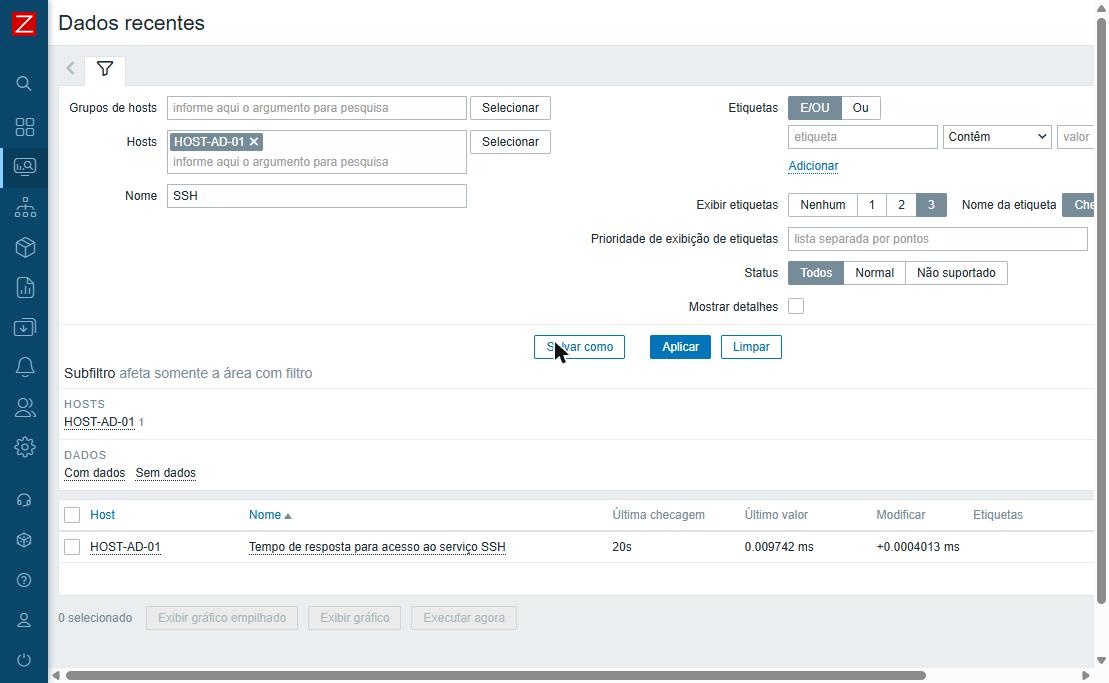 Z
Dados recentes
Grupos de hosts informe aqui o argumento para pesquisa Selecionar
Hosts HOST-AD-01 Selecionar
informe aqui o argumento para pesquisa
Nome SSH
Etiquetas E/OU Ou
etiqueta Contêm valor
Adicionar
Exibir etiquetas Nenhum 1 2 3 Nome da etiqueta
Prioridade de exibição de etiquetas lista separada por pontos
Status Todos Normal Não suportado
Mostrar detalhes
Salvar como Aplicar Limpar
Subfiltro afeta somente a área com filtro
HOSTS
HOST-AD-01 1
DADOS
Com dados Sem dados
Host Nome Última checagem Último valor Modificar Etiquetas
HOST-AD-01 Tempo de resposta para acesso ao serviço SSH 20s 0.009742 ms +0.0004013 ms
0 selecionado Exibir gráfico empilhado Exibir gráfico Executar agora